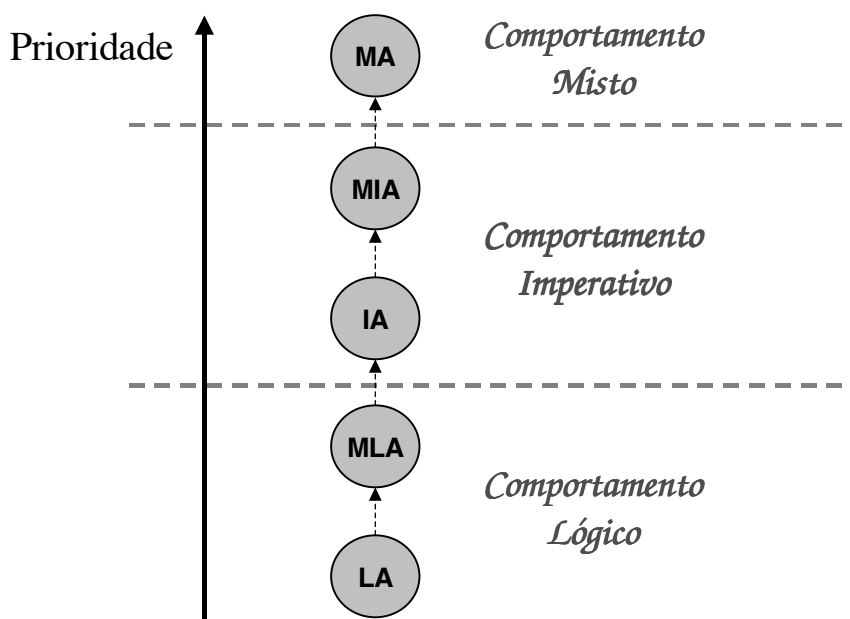 Prioridade
MA
Comportamento
Misto
MIA
Comportamento
Imperativo
IA
MLA
Comportamento
Lógico
LA